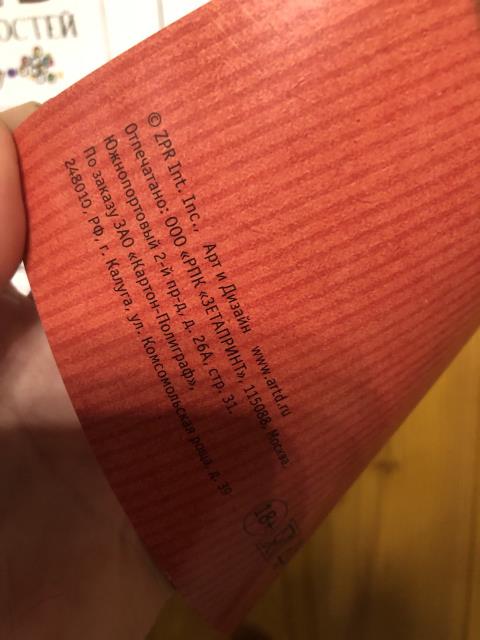 ОСТЕЙ
© ZPR Int. Inc., Арт и Дизайн www.artd.ru
Отпечатано: ООО «РПК «ЗЕТАПРИНТ», 115088, Москва,
Южнопортовый 2-й пр-д, д. 26А, стр. 31.
По заказу ЗАО «Картон-Полиграф»,
248010, РФ, г. Калуга, ул. Комсомольская роща, д. 39
18+